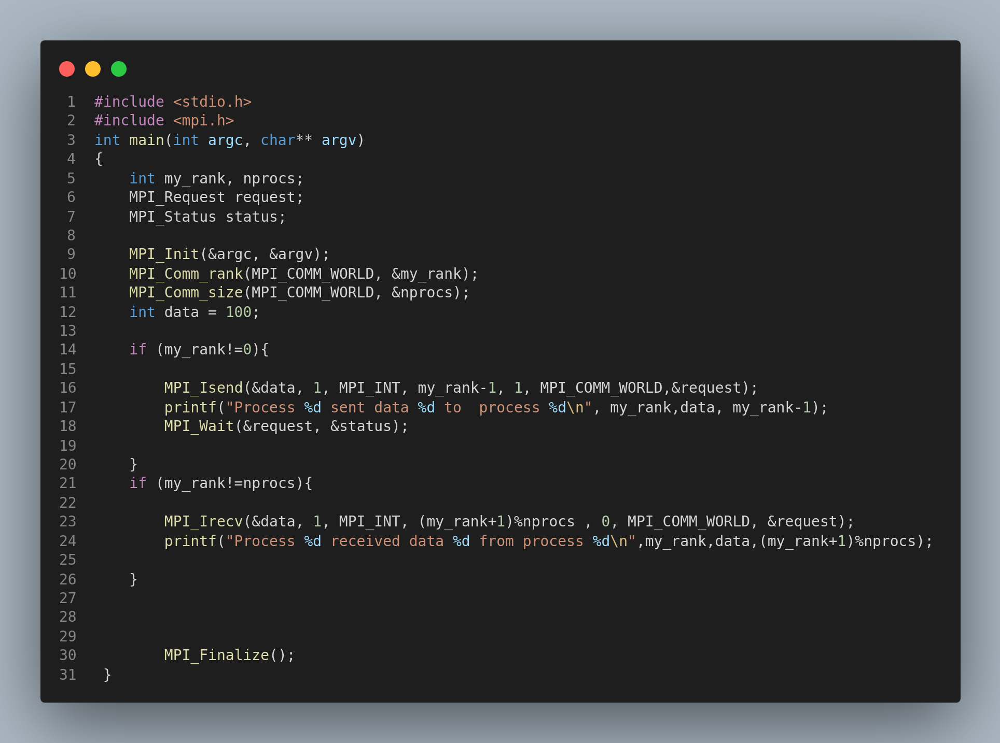 1 #include <stdio.h>
2 #include <mpi.h>
3 int main(int argc, char** argv)
4 {
5     int my_rank, nprocs;
6     MPI_Request request;
7     MPI_Status status;
8
9     MPI_Init(&argc, &argv);
10     MPI_Comm_rank(MPI_COMM_WORLD, &my_rank);
11     MPI_Comm_size(MPI_COMM_WORLD, &nprocs);
12     int data = 100;
13
14     if (my_rank!=0){
15
16         MPI_Isend(&data, 1, MPI_INT, my_rank-1, 1, MPI_COMM_WORLD,&request);
17         printf("Process %d sent data %d to  process %d\n", my_rank,data, my_rank-1);
18         MPI_Wait(&request, &status);
19
20     }
21     if (my_rank!=nprocs){
22
23         MPI_Irecv(&data, 1, MPI_INT, (my_rank+1)%nprocs , 0, MPI_COMM_WORLD, &request);
24         printf("Process %d received data %d from process %d\n",my_rank,data,(my_rank+1)%nprocs);
25
26     }
27
28
29
30         MPI_Finalize();
31  }